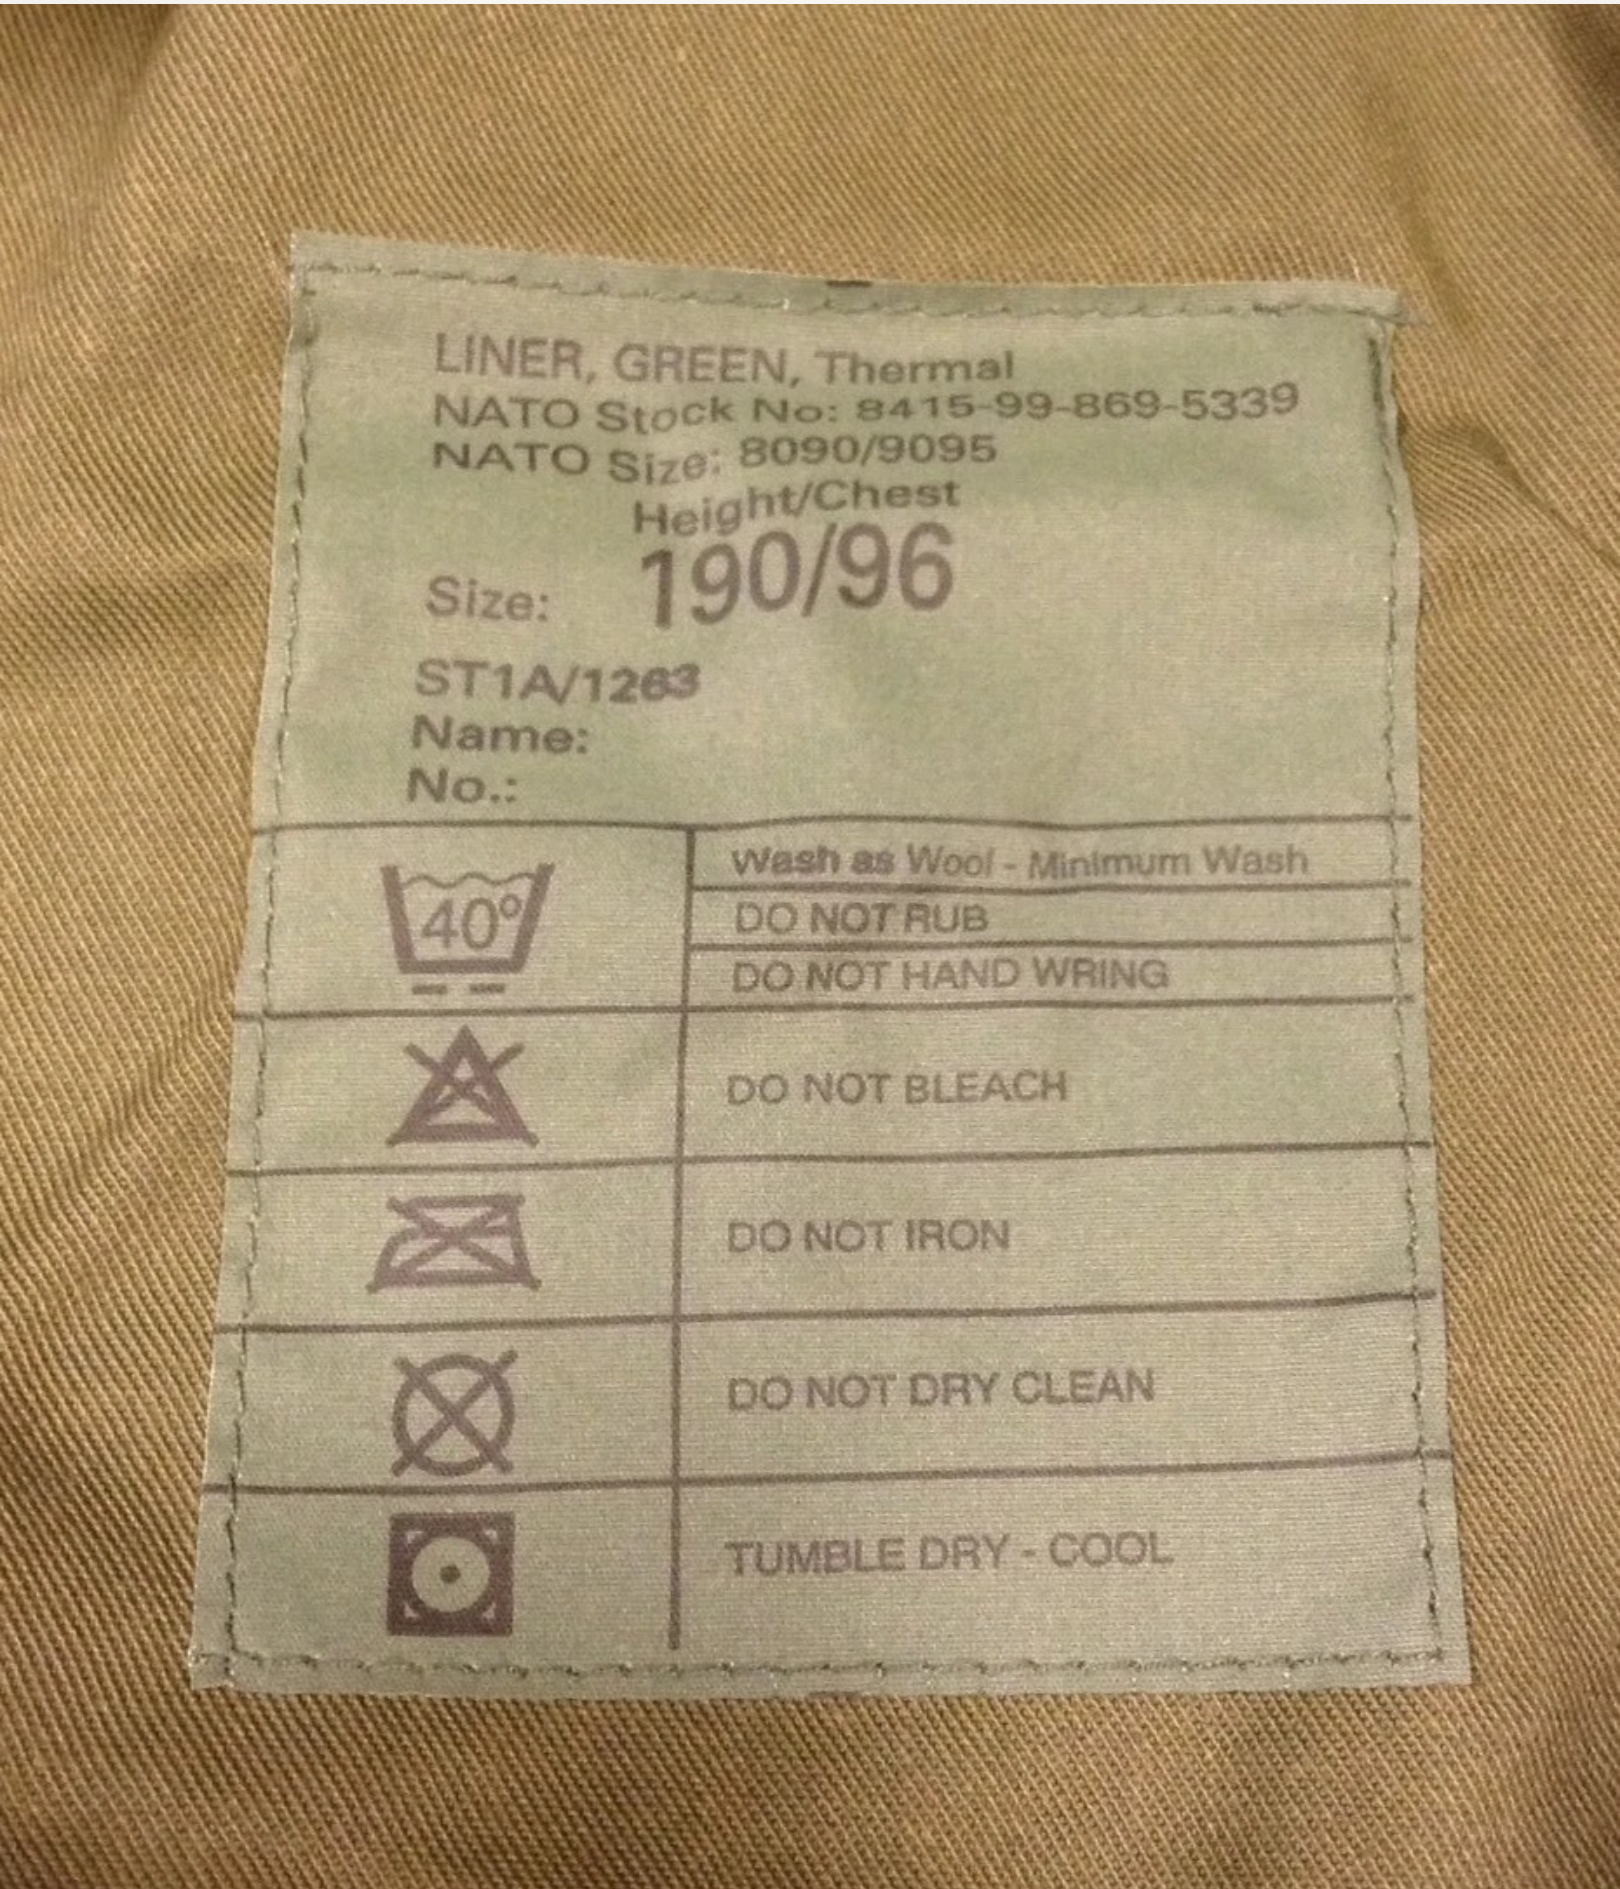 LINER, GREEN, Thermal
NATO Stock No: 8415-99-869-5339
NATO Size: 8090/9095
Height/Chest
Size: 190/96
ST1A/1263
Name:
No.:
40º
Wash as Wool - Minimum Wash
DO NOT RUB
DO NOT HAND WRING
DO NOT BLEACH
DO NOT IRON
DO NOT DRY CLEAN
TUMBLE DRY - COOL